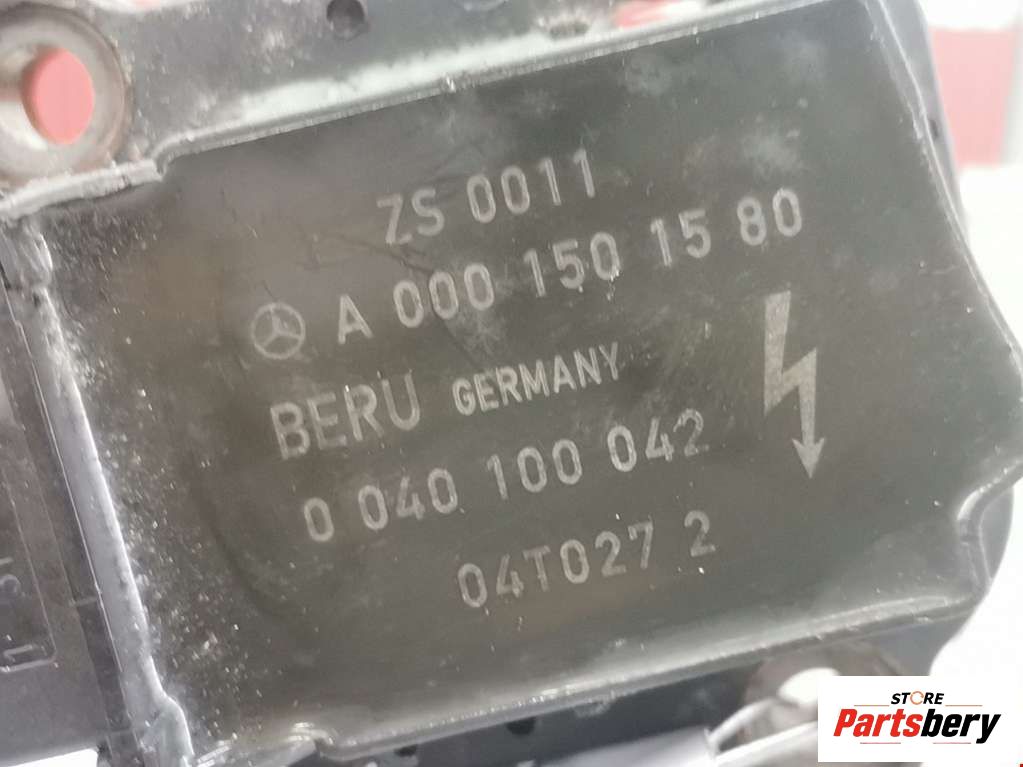 ZS 0011
A 000 150 15 80
BERU GERMANY
0 040 100 042
04T027 2
STORE
Partsbery